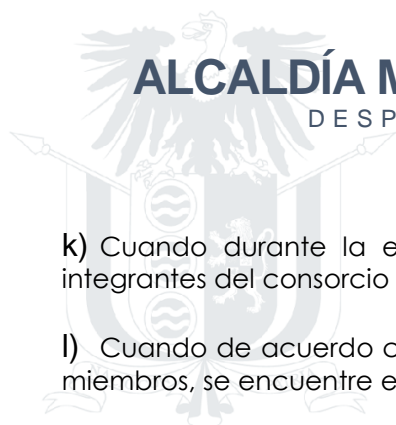 ALCALDÍA M
DESP
k) Cuando durante la e
integrantes del consorcio
l) Cuando de acuerdo c
miembros, se encuentre e